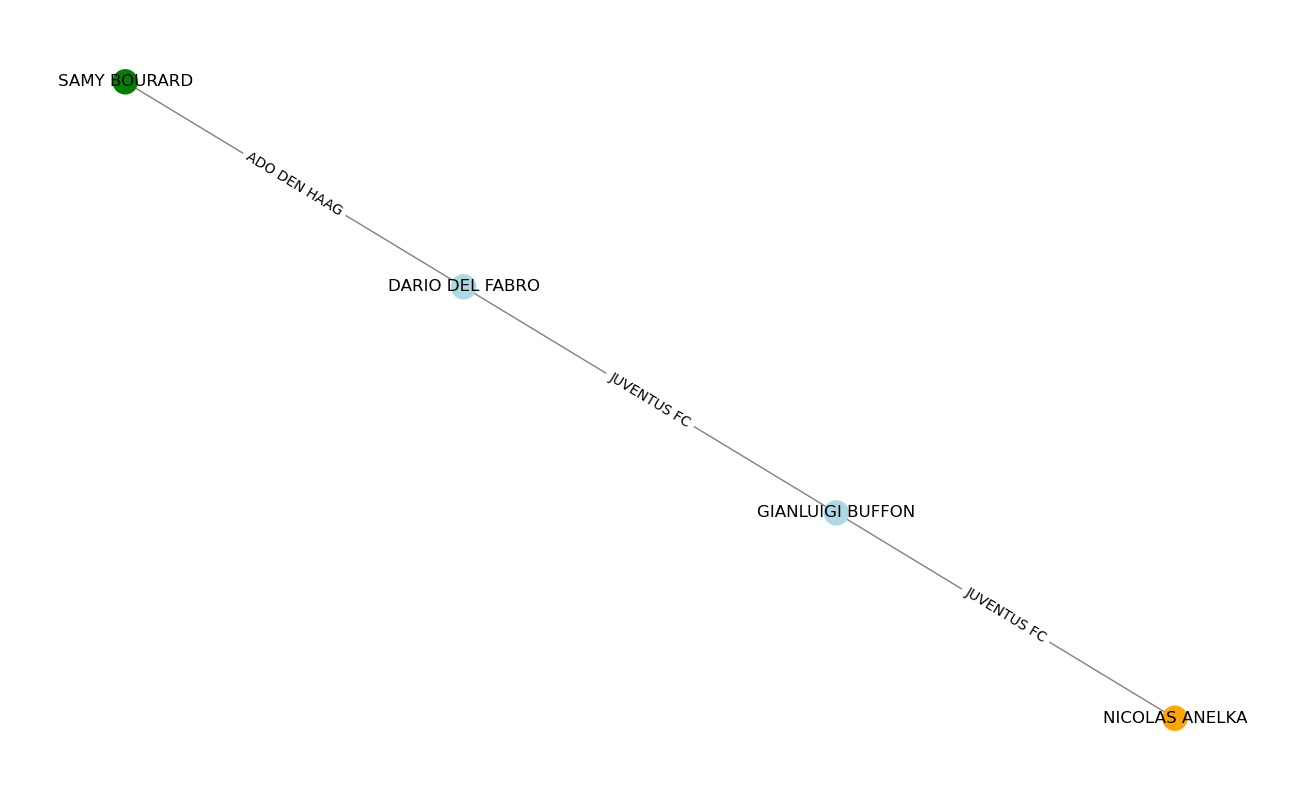 SAMY BOURARD
ADO DEN HAAG
DARIO DEL FABRO
JUVENTUS FC
GIANLUIGI BUFFON
JUVENTUS FC
NICOLAS ANELKA